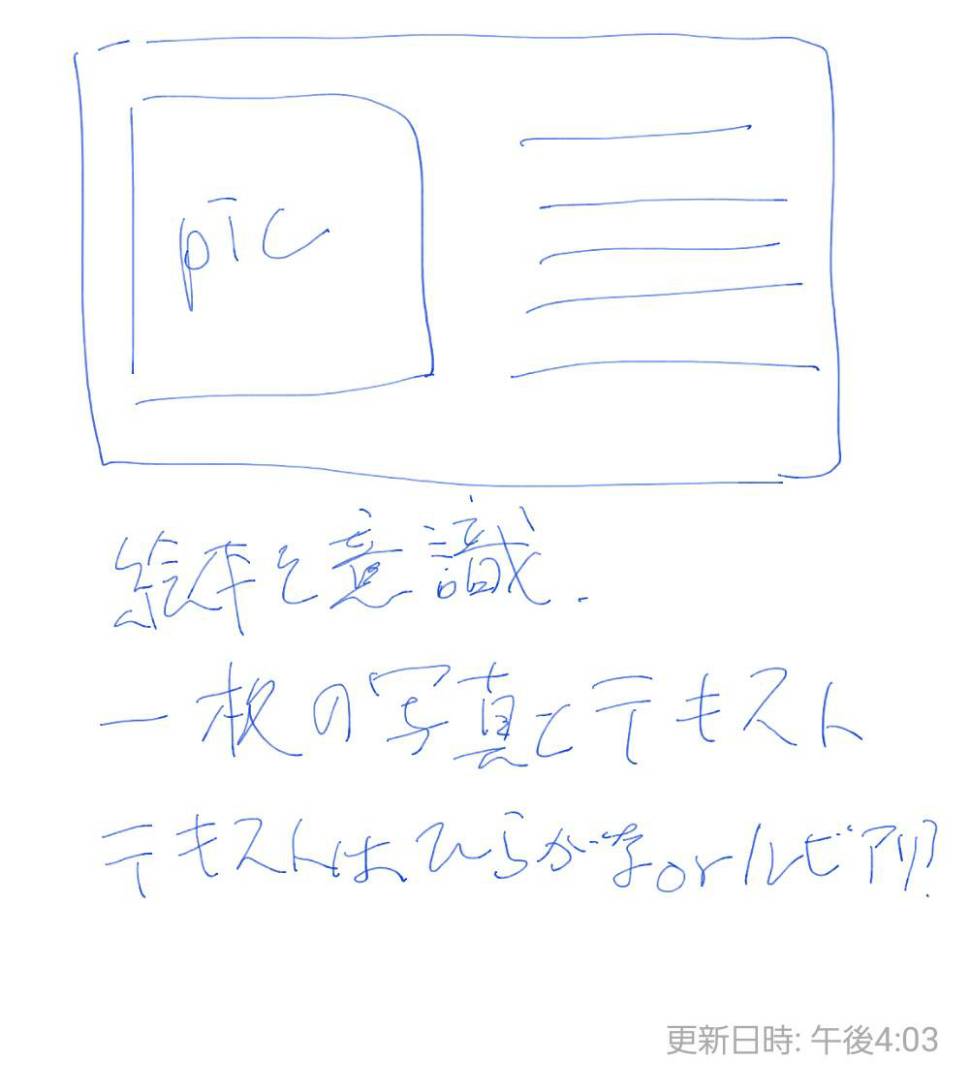 pic
絵本を意識.
一枚の写真とテキスト
テキストはひらがなorルビアリ?
更新日時: 午後4:03